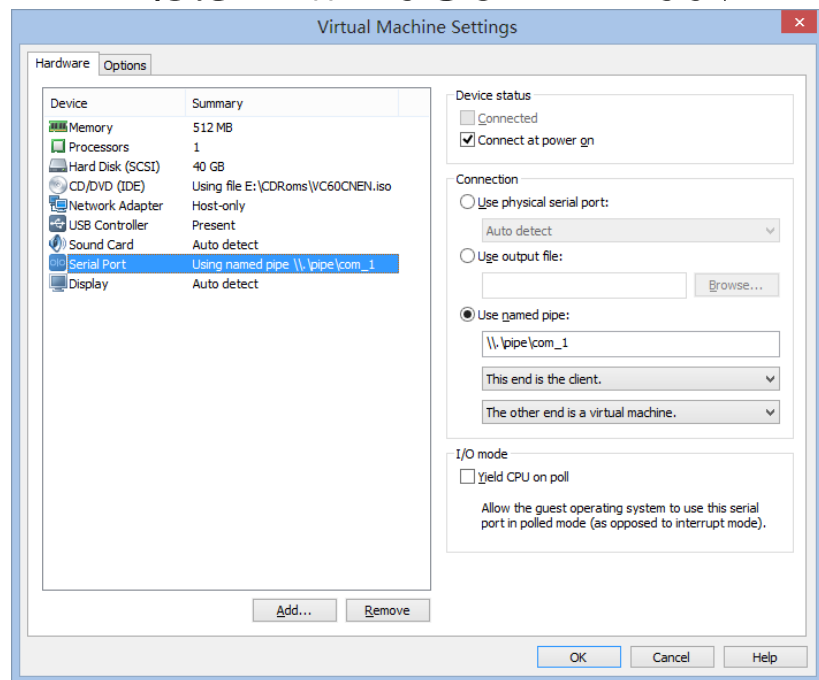 Virtual Machine Settings
Hardware Options
Device Summary
Memory 512 MB
Processors 1
Hard Disk (SCSI) 40 GB
CD/DVD (IDE) Using file E:\CDRoms\VC60CNEN.iso
Network Adapter Host-only
USB Controller Present
Sound Card Auto detect
Serial Port Using named pipe \\.\pipe\com_1
Display Auto detect
Add... Remove
Device status
Connected
Connect at power on
Connection
Use physical serial port:
Auto detect
Use output file:
Browse...
Use named pipe:
\\.\pipe\com_1
This end is the client.
The other end is a virtual machine.
I/O mode
Yield CPU on poll
Allow the guest operating system to use this serial
port in polled mode (as opposed to interrupt mode).
OK Cancel Help